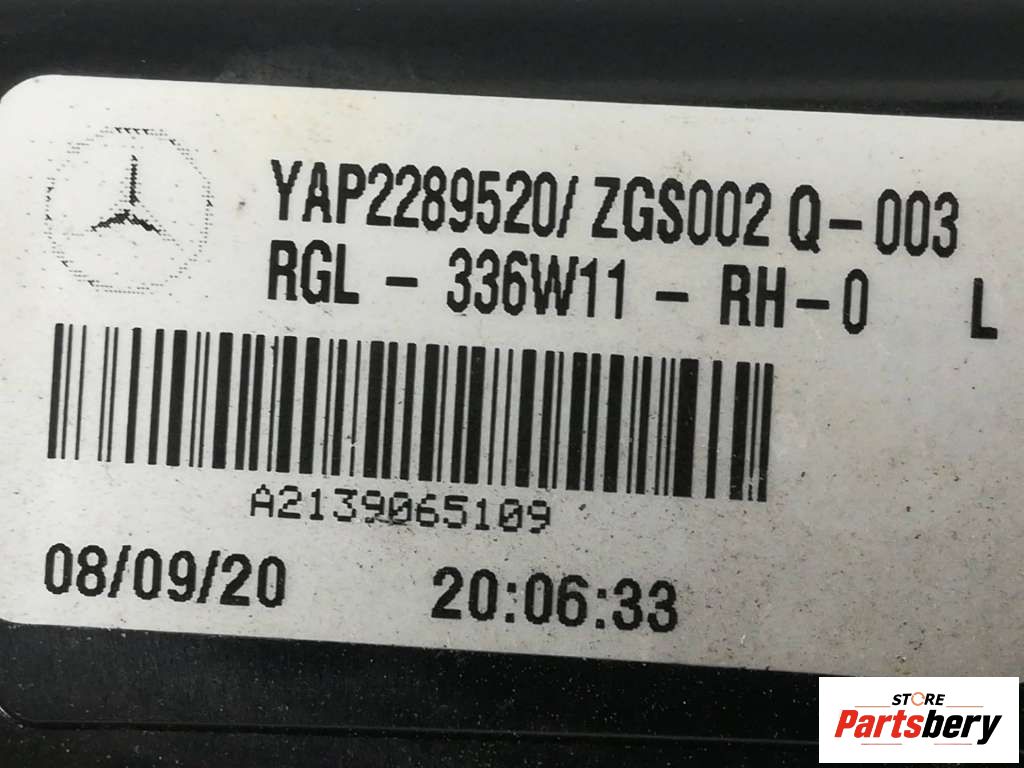 YAP2289520/ ZGS002 Q-003
RGL - 336W11 - RH-0 L
A2139065109
08/09/20 20:06:33
STORE
Partsbery